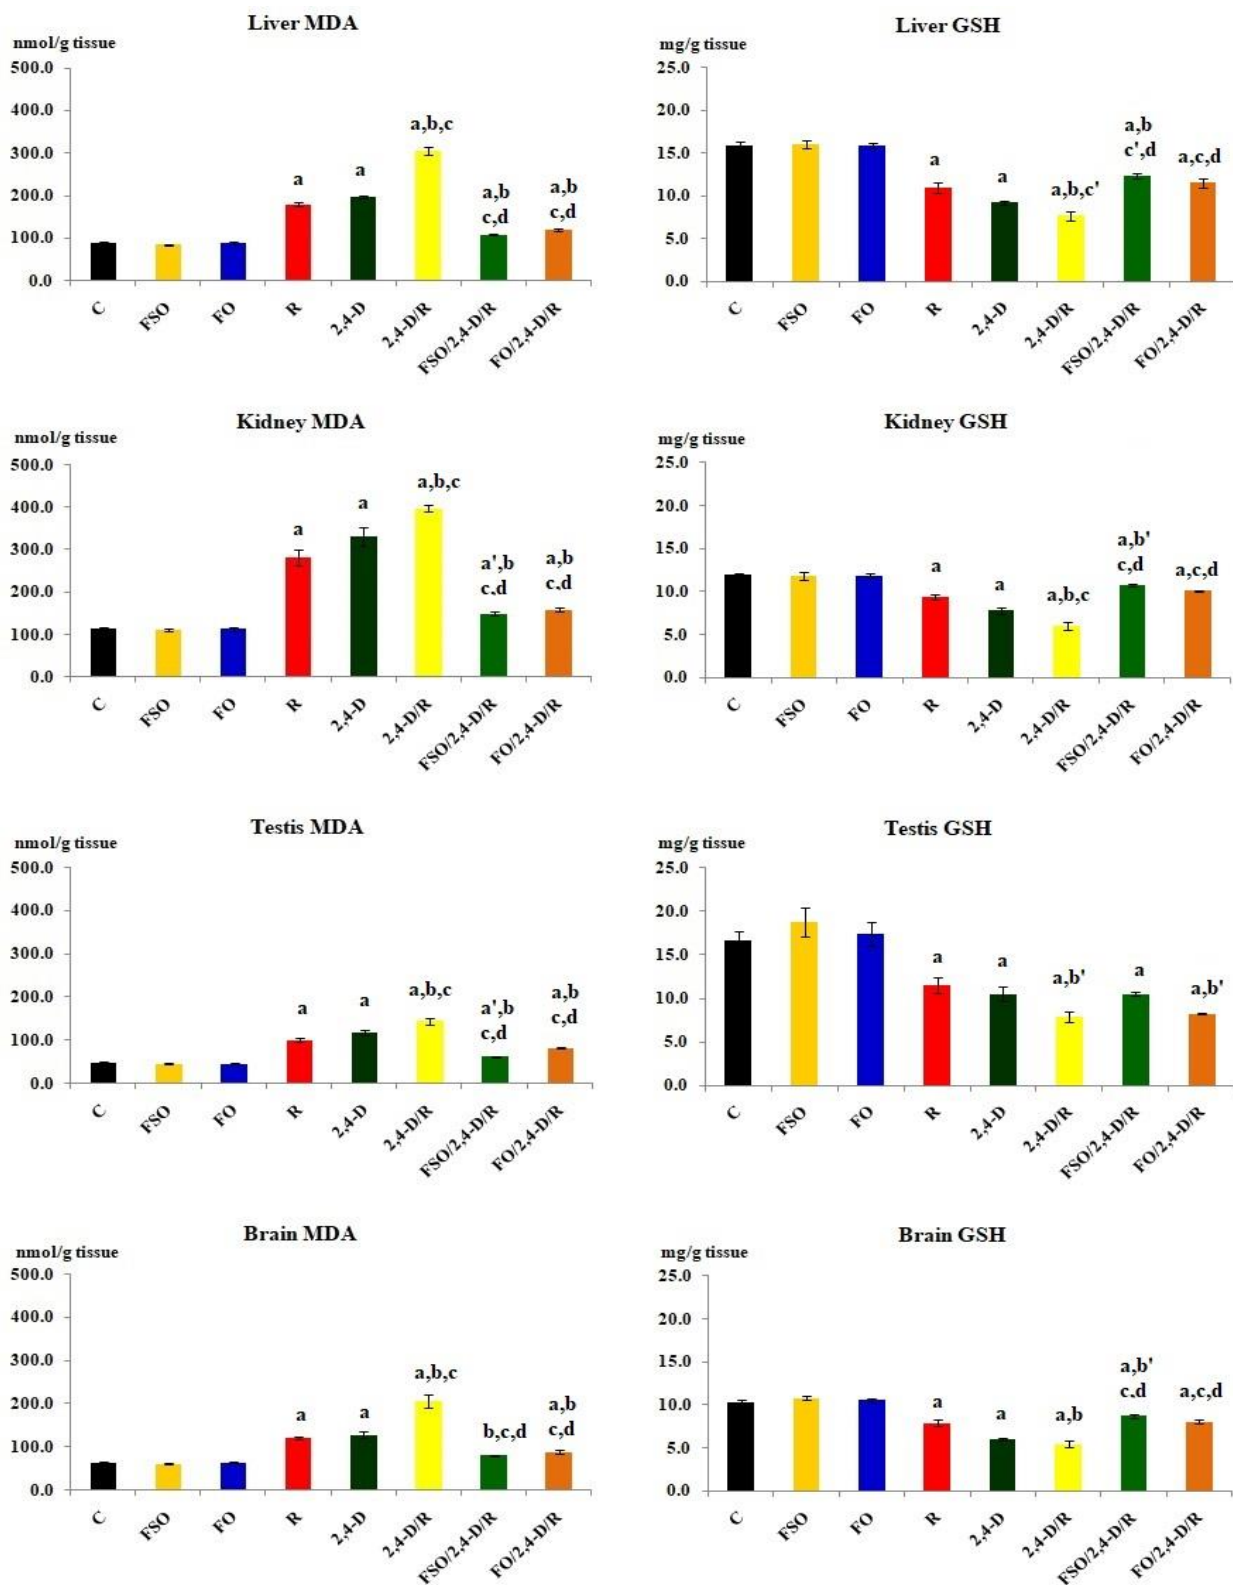 Liver MDA
nmol/g tissue
500.0
400.0
300.0
200.0
100.0
0.0
a
a
a,b,c
a,b
c,d
a,b
c,d
C
FSO
FO
R
2,4-D
2,4-D/R
FSO/2,4-D/R
FO/2,4-D/R
Liver GSH
mg/g tissue
25.0
20.0
15.0
10.0
5.0
0.0
a
a
a,b,c'
a,b
c',d
a,c,d
C
FSO
FO
R
2,4-D
2,4-D/R
FSO/2,4-D/R
FO/2,4-D/R
Kidney MDA
nmol/g tissue
500.0
400.0
300.0
200.0
100.0
0.0
a
a
a,b,c
a',b
c,d
a,b
c,d
C
FSO
FO
R
2,4-D
2,4-D/R
FSO/2,4-D/R
FO/2,4-D/R
Kidney GSH
mg/g tissue
25.0
20.0
15.0
10.0
5.0
0.0
a
a
a,b,c
a,b'
c,d
a,c,d
C
FSO
FO
R
2,4-D
2,4-D/R
FSO/2,4-D/R
FO/2,4-D/R
Testis MDA
nmol/g tissue
500.0
400.0
300.0
200.0
100.0
0.0
a
a
a,b,c
a',b
c,d
a,b
c,d
C
FSO
FO
R
2,4-D
2,4-D/R
FSO/2,4-D/R
FO/2,4-D/R
Testis GSH
mg/g tissue
25.0
20.0
15.0
10.0
5.0
0.0
a
a
a,b'
a
a,b'
C
FSO
FO
R
2,4-D
2,4-D/R
FSO/2,4-D/R
FO/2,4-D/R
Brain MDA
nmol/g tissue
500.0
400.0
300.0
200.0
100.0
0.0
a
a
a,b,c
b,c,d
a,b
c,d
C
FSO
FO
R
2,4-D
2,4-D/R
FSO/2,4-D/R
FO/2,4-D/R
Brain GSH
mg/g tissue
25.0
20.0
15.0
10.0
5.0
0.0
a
a
a,b
a,b'
c,d
a,c,d
C
FSO
FO
R
2,4-D
2,4-D/R
FSO/2,4-D/R
FO/2,4-D/R